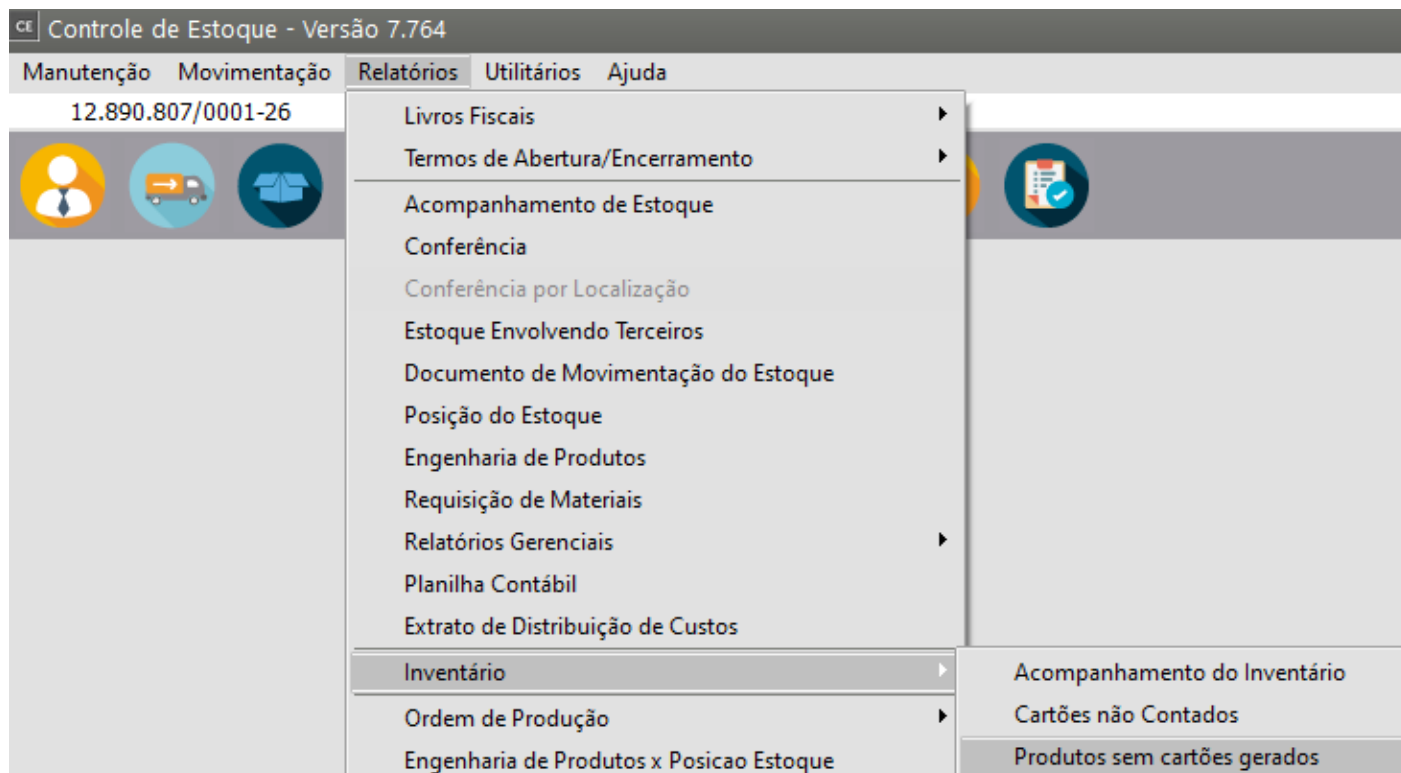 CE Controle de Estoque - Versão 7.764
Manutenção Movimentação Relatórios Utilitários Ajuda
12.890.807/0001-26
Livros Fiscais
Termos de Abertura/Encerramento
Acompanhamento de Estoque
Conferência
Conferência por Localização
Estoque Envolvendo Terceiros
Documento de Movimentação do Estoque
Posição do Estoque
Engenharia de Produtos
Requisição de Materiais
Relatórios Gerenciais
Planilha Contábil
Extrato de Distribuição de Custos
Inventário
Ordem de Produção
Engenharia de Produtos x Posicao Estoque
Acompanhamento do Inventário
Cartões não Contados
Produtos sem cartões gerados